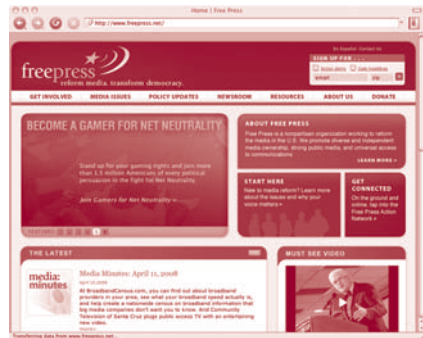 Home | Free Press
http://www.freepress.net/
En Español Contact Us
SIGN UP FOR . . .
email zip
freepress
reform media. transform democracy.
GET INVOLVED MEDIA ISSUES POLICY UPDATES NEWSROOM RESOURCES ABOUT US DONATE
BECOME A GAMER FOR NET NEUTRALITY
Stand up for your gaming rights and join more
than 1.5 million Americans of every political
persuasion in the fight for Net Neutrality.
Join Gamers for Net Neutrality »
FEATURES
ABOUT FREE PRESS
Free Press is a nonpartisan organization working to reform
the media in the U.S. We promote diverse and independent
media ownership, strong public media, and universal access
to communications.
LEARN MORE »
START HERE
New to media reform? Learn more
about the issues and why your
voice matters »
GET
CONNECTED
On the ground and
online, tap into the
Free Press Action
Network »
THE LATEST
media:
minutes
Media Minutes: April 11, 2008
April 10, 2008
At BroadbandCensus.com, you can find out about broadband
providers in your area, see what your broadband speed actually is,
and help create a nationwide census on broadband information that
big media companies don't want you to know. And Community
Television of Santa Cruz plugs public access TV with an entertaining
new video.
MUST SEE VIDEO
Transferring data from www.freepress.net...